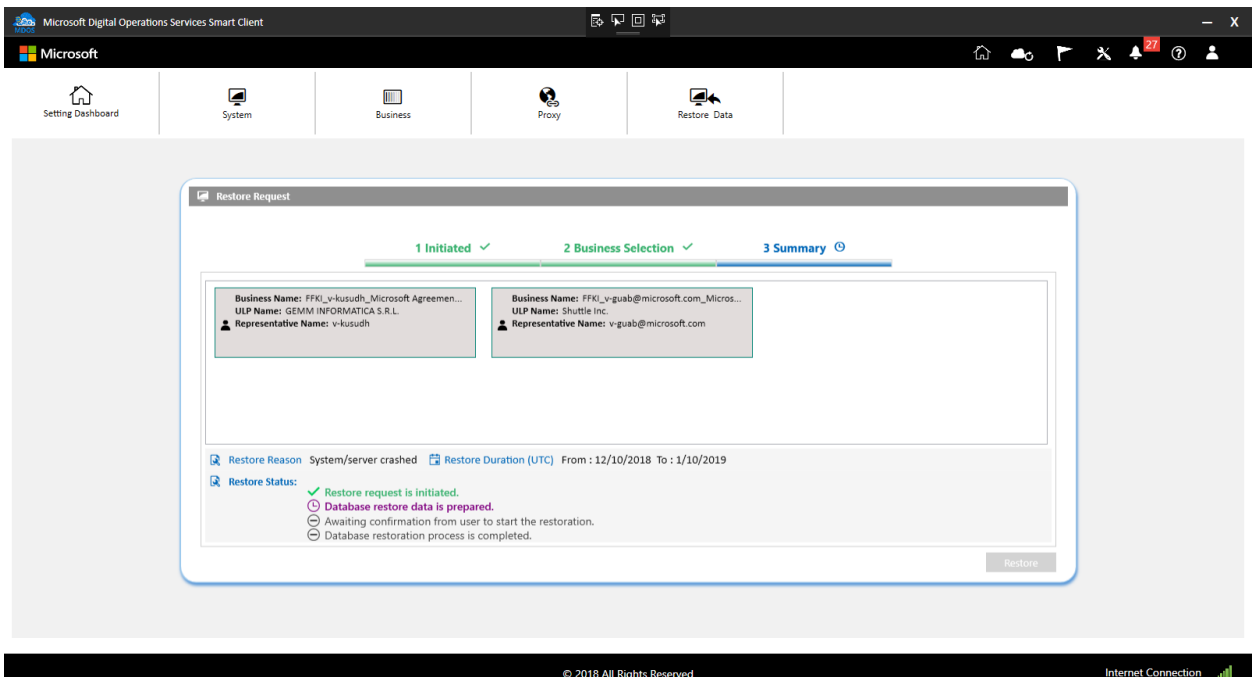 Microsoft Digital Operations Services Smart Client
MDOS
X
Microsoft
27
Setting Dashboard
System
Business
Proxy
Restore Data
Restore Request
1 Initiated
2 Business Selection
3 Summary
Business Name: FFKI_v-kusudh_Microsoft Agreemen...
ULP Name: GEMM INFORMATICA S.R.L.
Representative Name: v-kusudh
Business Name: FFKI_v-guab@microsoft.com_Micros...
ULP Name: Shuttle Inc.
Representative Name: v-guab@microsoft.com
Restore Reason System/server crashed Restore Duration (UTC) From : 12/10/2018 To : 1/10/2019
Restore Status:
Restore request is initiated.
Database restore data is prepared.
Awaiting confirmation from user to start the restoration.
Database restoration process is completed.
Restore
© 2018 All Rights Reserved
Internet Connection